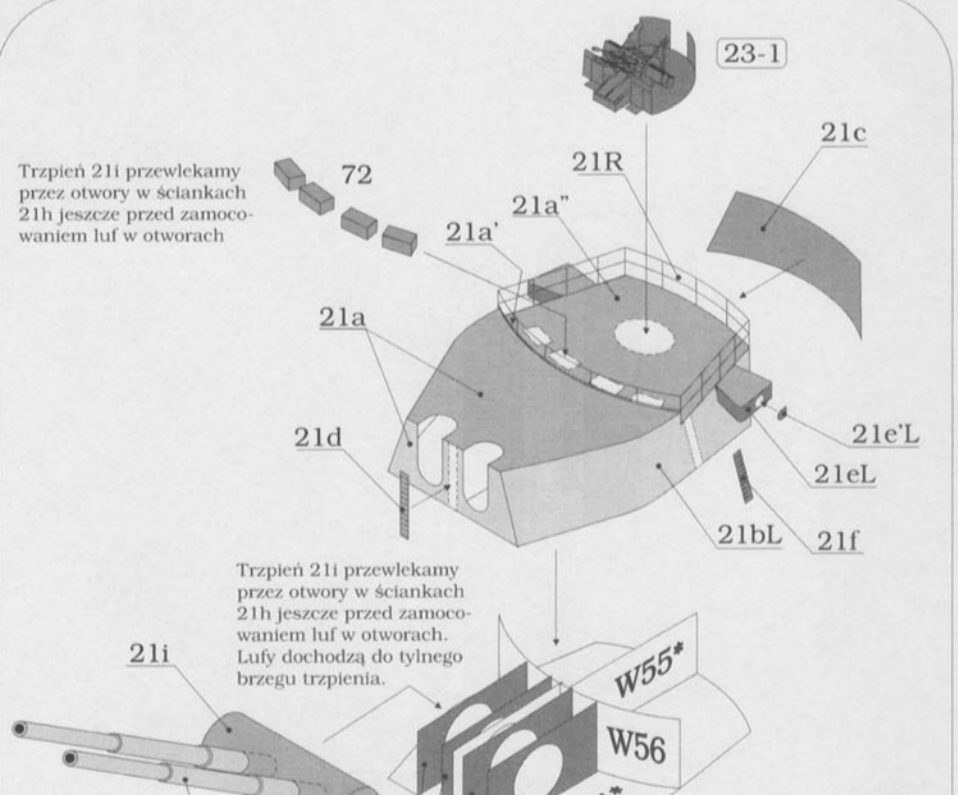 23-1
21c
21R
72
Trzpień 21i przewlekamy
przez otwory w ściankach
21h jeszcze przed zamoco-
waniem luf w otworach
21a"
21a'
21a
21d
21e'L
21eL
21bL
21f
Trzpień 21i przewlekamy
przez otwory w ściankach
21h jeszcze przed zamoco-
waniem luf w otworach.
Lufy dochodzą do tylnego
brzegu trzpienia.
21i
W55*
W56